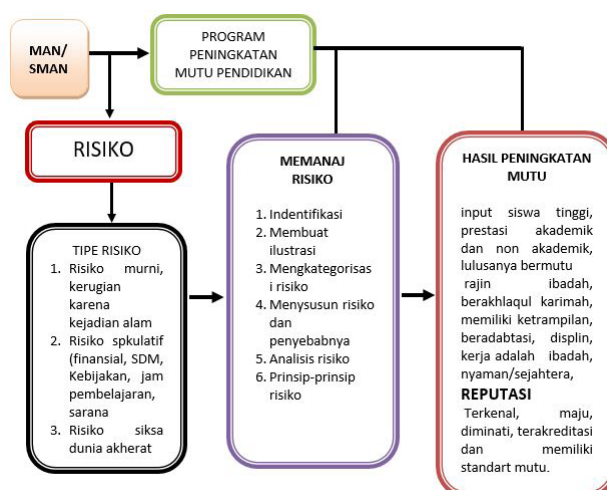 MAN/
SMAN
PROGRAM
PENINGKATAN
MUTU PENDIDIKAN
RISIKO
TIPE RISIKO
1. Risiko murni,
kerugian
karena
kejadian alam
2. Risiko spkulatif
(finansial, SDM,
Kebijakan, jam
pembelajaran,
sarana
3. Risiko siksa
dunia akherat
MEMANAJ
RISIKO
1. Indentifikasi
2. Membuat
ilustrasi
3. Mengkategorisas
i risiko
4. Menysusun risiko
dan
penyebabnya
5. Analisis risiko
6. Prinsip-prinsip
risiko
HASIL PENINGKATAN
MUTU
input siswa tinggi,
prestasi akademik
dan non akademik,
lulusanya bermutu
rajin ibadah,
berakhlaqul karimah,
memiliki ketrampilan,
beradabtasi, displin,
kerja adalah ibadah,
nyaman/sejahtera,
REPUTASI
Terkenal, maju,
diminati, terakreditasi
dan memiliki
standart mutu.